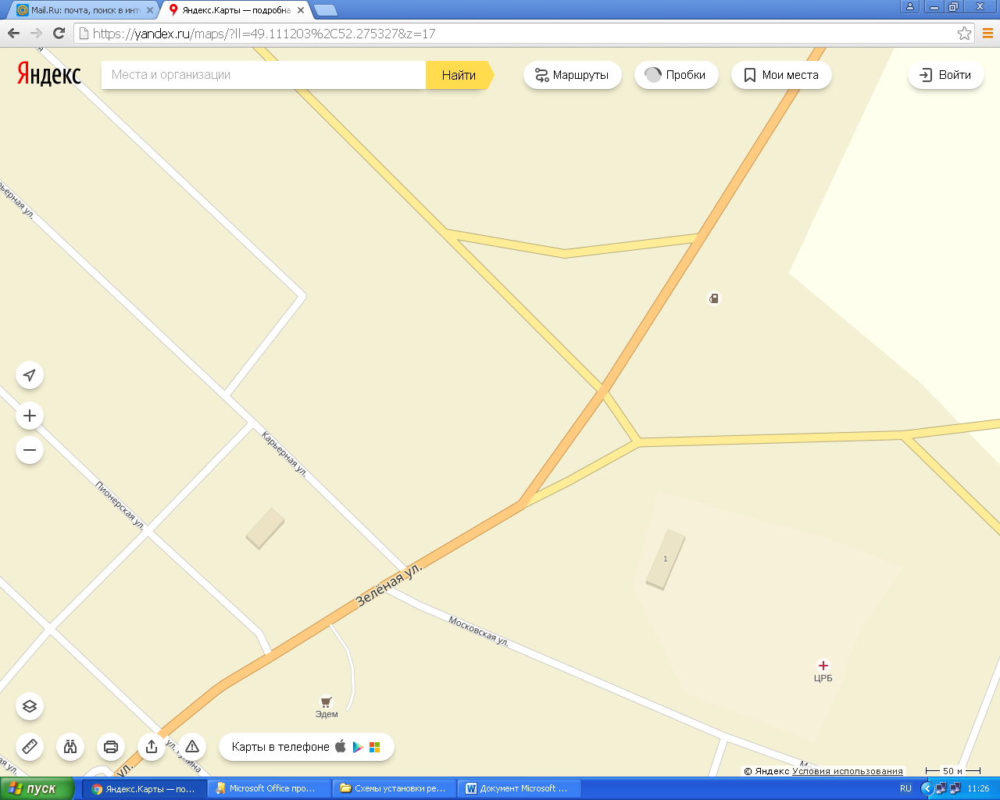 Mail.Ru: почта, поиск в инт
Яндекс.Карты — подробна
https://yandex.ru/maps/?ll=49.111203%2C52.275327&z=17
Яндекс
Места и организации
Найти
Маршруты
Пробки
Мои места
Войти
рьерная ул.
Карьерная ул.
Пионерская ул.
Зелёная ул.
1
Московская ул.
ЦРБ
Эдем
Карты в телефоне
ул.
ая ул.
М
© Яндекс Условия использования
50 м
пуск
Яндекс.Карты — по...
Microsoft Office про...
Схемы установки ре...
Документ Microsoft ...
RU
11:26